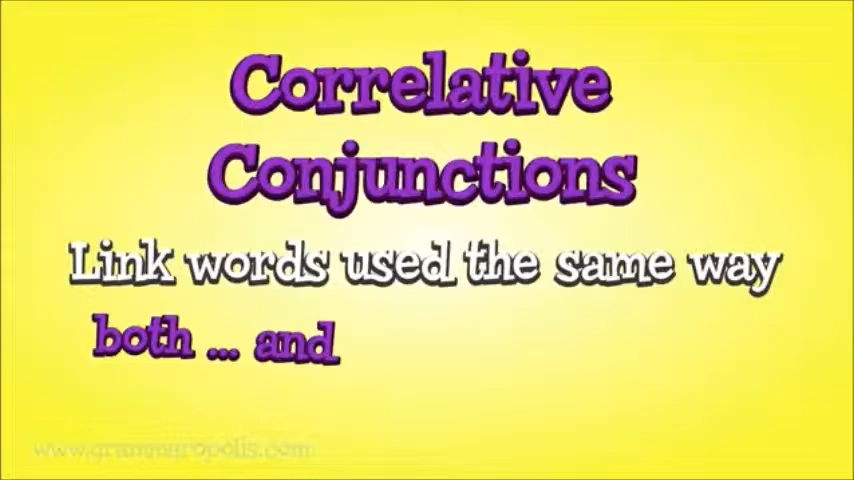 Correlative
Conjunctions
Link words used the same way
both ... and
www.grammaropolis.com